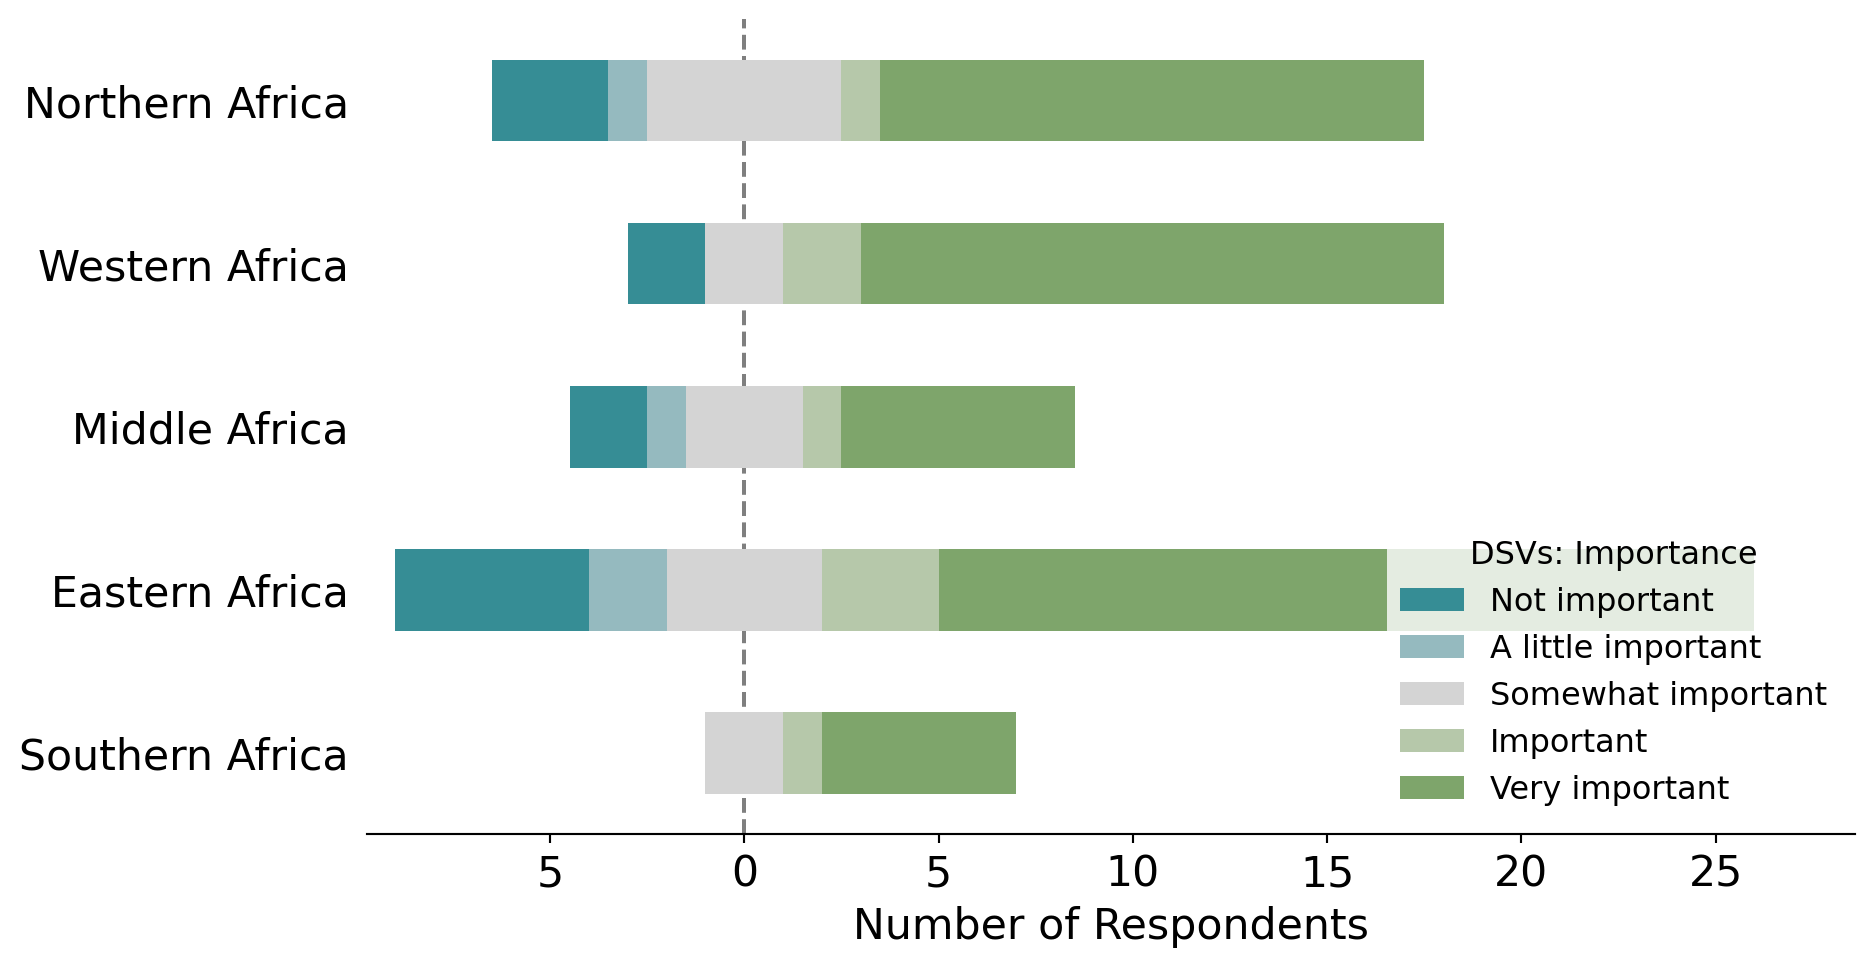 Northern Africa
Western Africa
Middle Africa
Eastern Africa
Southern Africa
DSVs: Importance
Not important
A little important
Somewhat important
Important
Very important
5 0 5 10 15 20 25
Number of Respondents